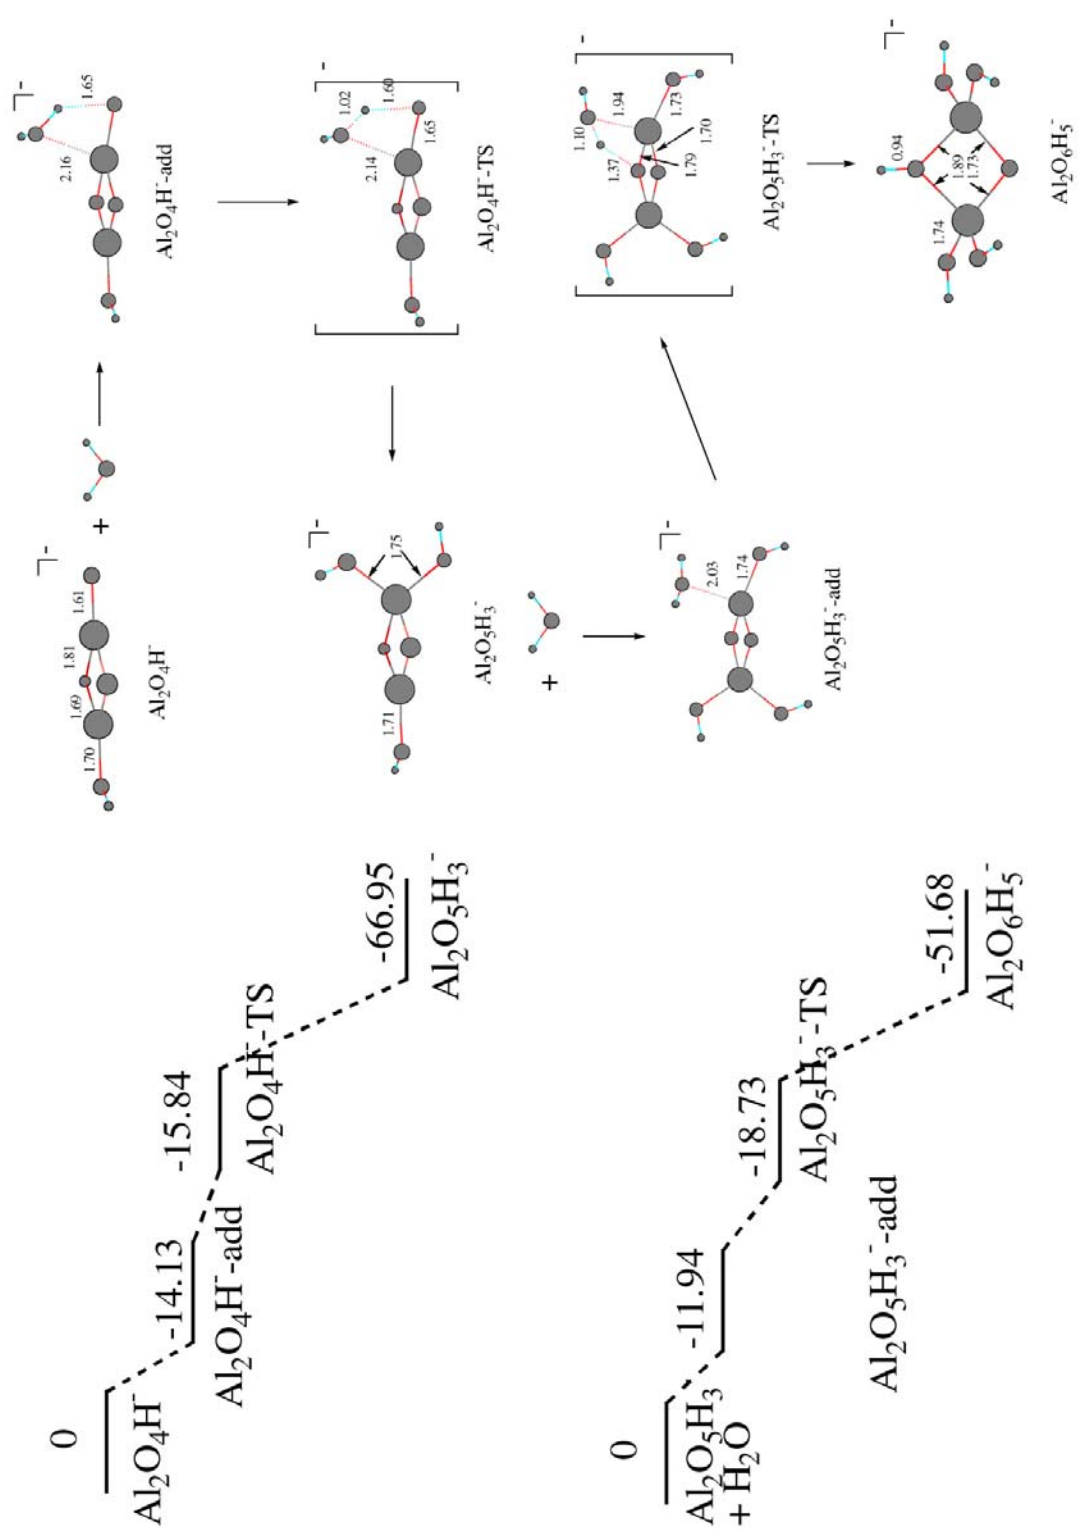 0
Al₂O₄H⁻
-14.13
Al₂O₄H⁻-add
-15.84
Al₂O₄H⁻-TS
-66.95
Al₂O₅H₃⁻
0
Al₂O₅H₃
+ H₂O
-11.94
Al₂O₅H₃⁻-add
-18.73
Al₂O₅H₃⁻-TS
-51.68
Al₂O₆H₅⁻
1.70
1.69
1.81
1.61
-
Al₂O₄H⁻
+
2.16
1.65
-
Al₂O₄H⁻-add
2.14
1.02
1.60
1.65
-
Al₂O₄H⁻-TS
1.71
1.75
-
Al₂O₅H₃⁻
+
2.03
1.74
-
Al₂O₅H₃⁻-add
1.10
1.94
1.37
1.73
1.79
1.70
-
Al₂O₅H₃⁻-TS
1.74
0.94
1.89
1.73
-
Al₂O₆H₅⁻